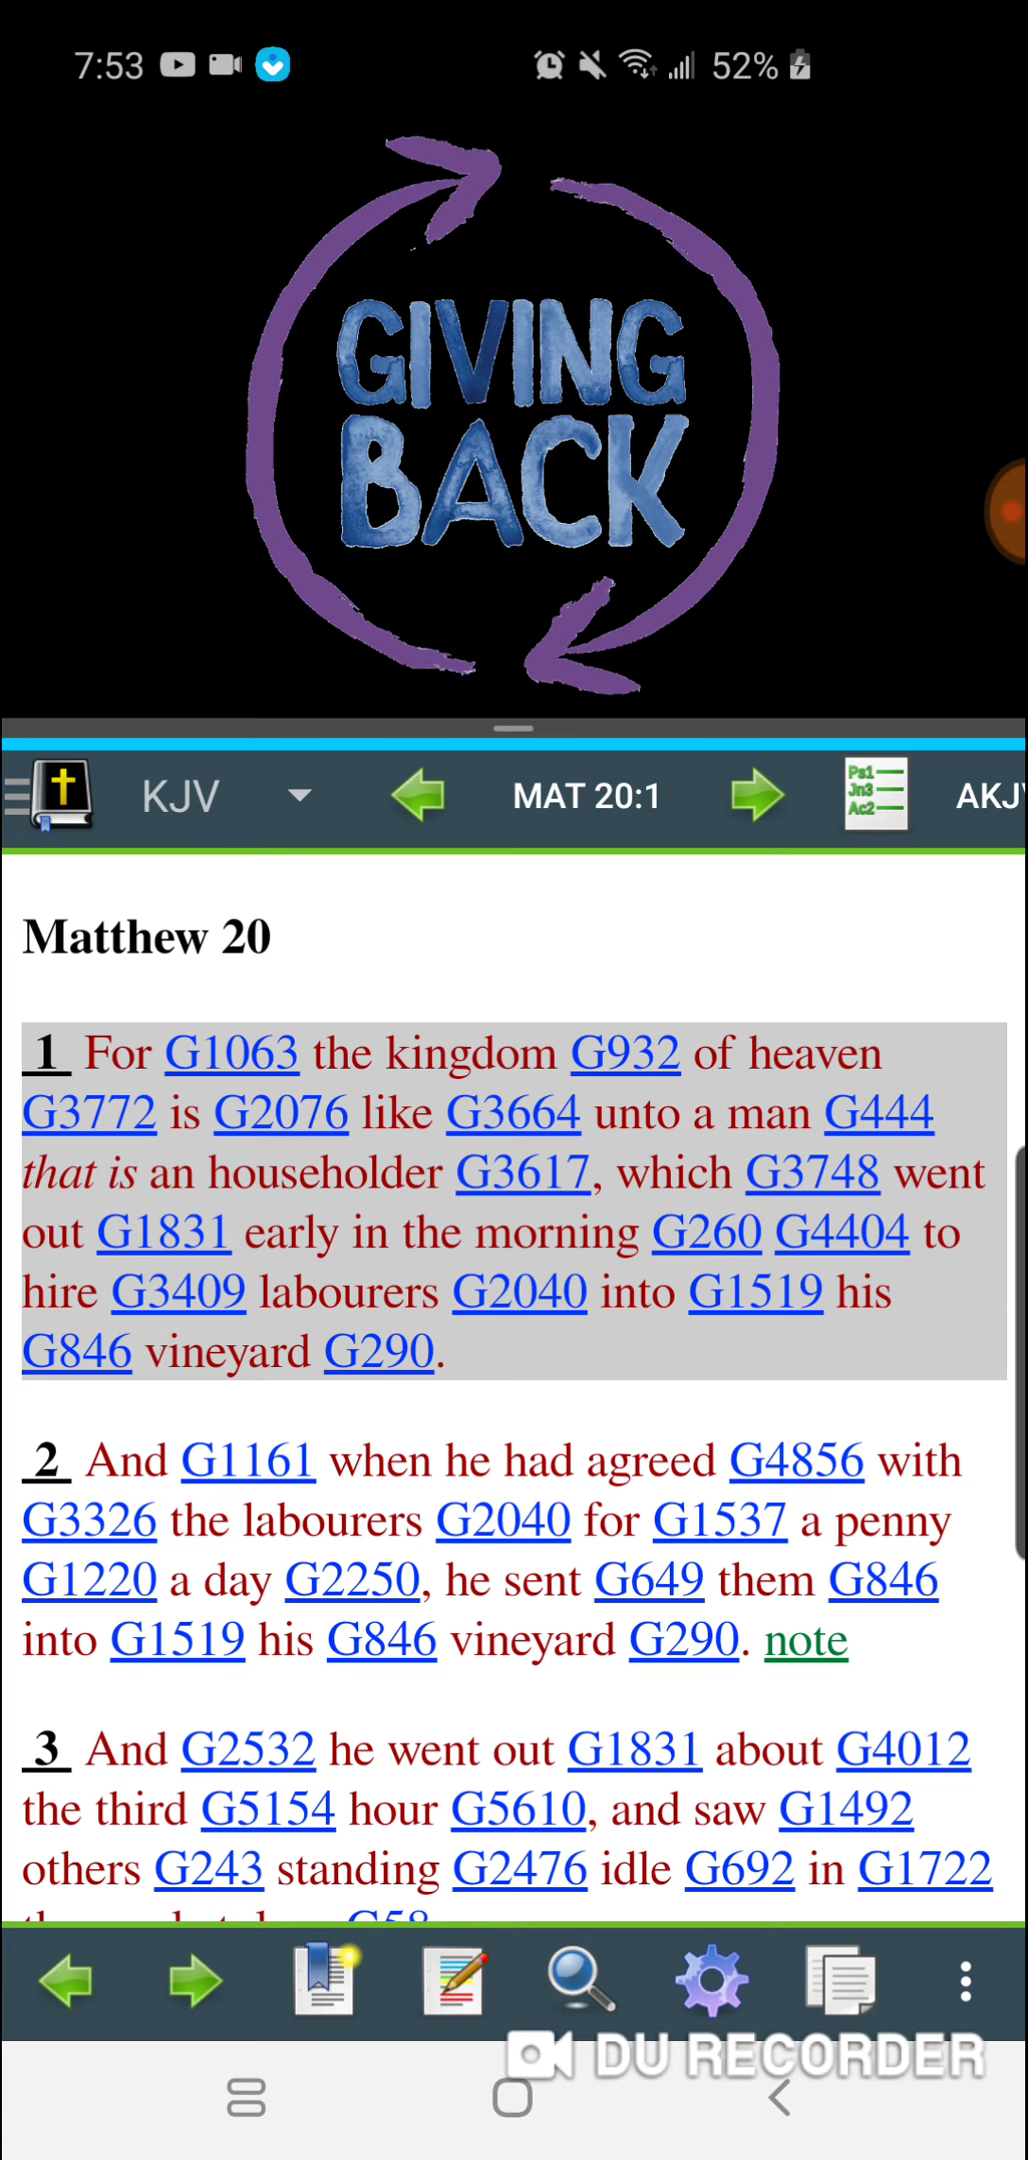 7:53 52%
GIVING
BACK
KJV MAT 20:1 Ps1 Jn3 Ac2 AKJV
Matthew 20
1 For G1063 the kingdom G932 of heaven
G3772 is G2076 like G3664 unto a man G444
that is an householder G3617, which G3748 went
out G1831 early in the morning G260 G4404 to
hire G3409 labourers G2040 into G1519 his
G846 vineyard G290.
2 And G1161 when he had agreed G4856 with
G3326 the labourers G2040 for G1537 a penny
G1220 a day G2250, he sent G649 them G846
into G1519 his G846 vineyard G290. note
3 And G2532 he went out G1831 about G4012
the third G5154 hour G5610, and saw G1492
others G243 standing G2476 idle G692 in G1722
DU RECORDER